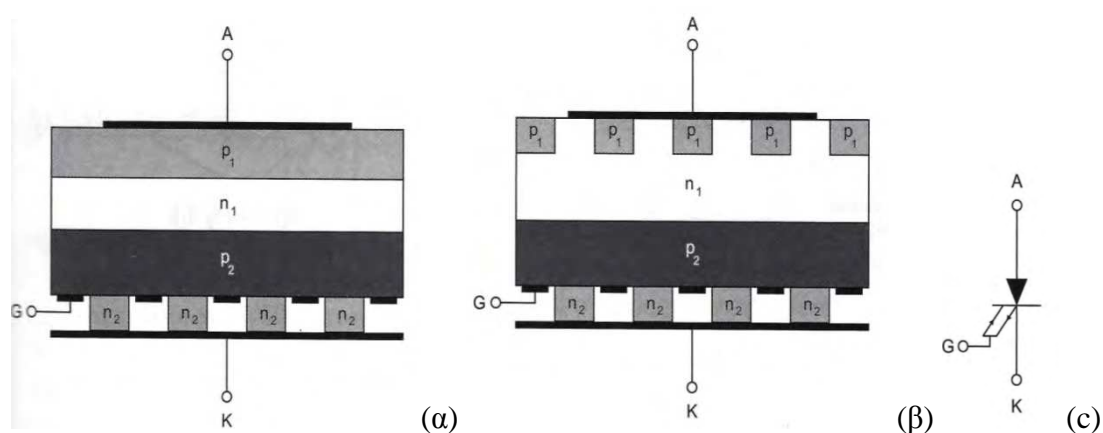 A
p₁
n₁
p₂
G
n₂ n₂ n₂ n₂
K
(α)
A
p₁ p₁ p₁ p₁ p₁
n₁
p₂
G
n₂ n₂ n₂ n₂
K
(β)
A
G
K
(c)